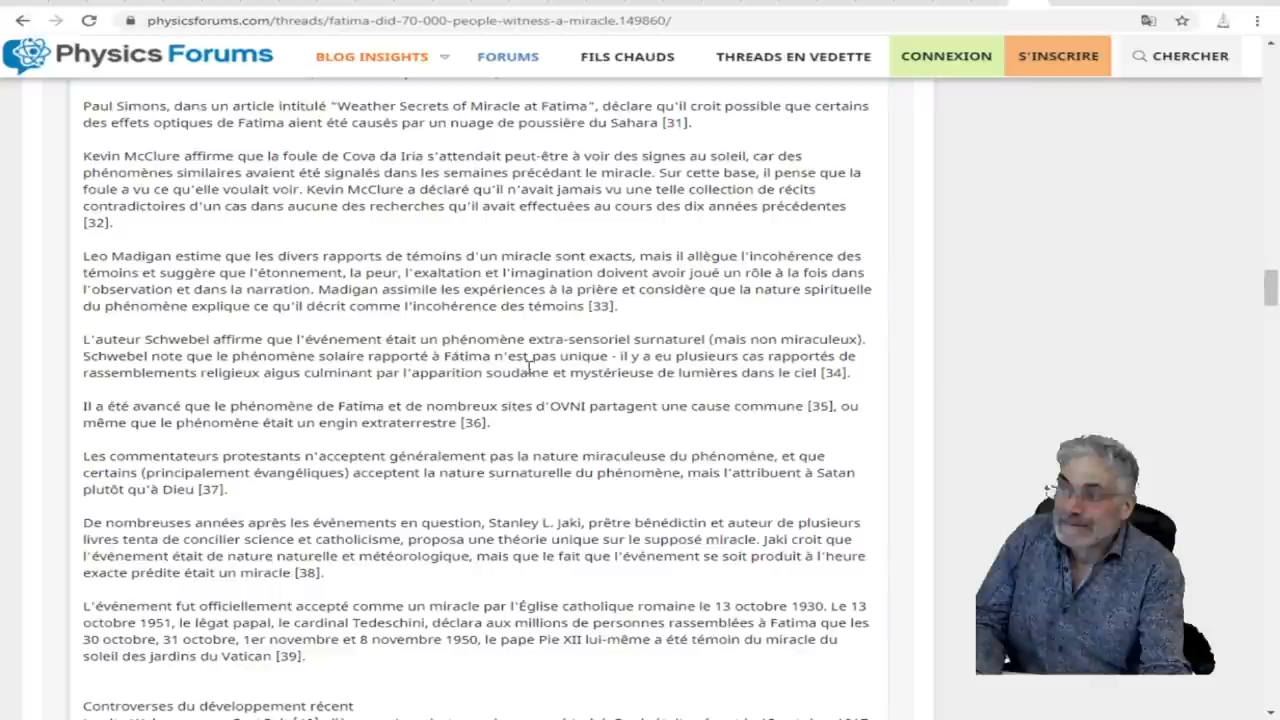 physicsforums.com/threads/fatima-did-70-000-people-witness-a-miracle.149860/
Physics Forums
BLOG INSIGHTS
FORUMS
FILS CHAUDS
THREADS EN VEDETTE
CONNEXION
S'INSCRIRE
CHERCHER
Paul Simons, dans un article intitulé "Weather Secrets of Miracle at Fatima", déclare qu'il croit possible que certains
des effets optiques de Fatima aient été causés par un nuage de poussière du Sahara [31].
Kevin McClure affirme que la foule de Cova da Iria s'attendait peut-être à voir des signes au soleil, car des
phénomènes similaires avaient été signalés dans les semaines précédant le miracle. Sur cette base, il pense que la
foule a vu ce qu'elle voulait voir. Kevin McClure a déclaré qu'il n'avait jamais vu une telle collection de récits
contradictoires d'un cas dans aucune des recherches qu'il avait effectuées au cours des dix années précédentes
[32].
Leo Madigan estime que les divers rapports de témoins d'un miracle sont exacts, mais il allègue l'incohérence des
témoins et suggère que l'étonnement, la peur, l'exaltation et l'imagination doivent avoir joué un rôle à la fois dans
l'observation et dans la narration. Madigan assimile les expériences à la prière et considère que la nature spirituelle
du phénomène explique ce qu'il décrit comme l'incohérence des témoins [33].
L'auteur Schwebel affirme que l'événement était un phénomène extra-sensoriel surnaturel (mais non miraculeux).
Schwebel note que le phénomène solaire rapporté à Fátima n'est pas unique - il y a eu plusieurs cas rapportés de
rassemblements religieux aigus culminant par l'apparition soudaine et mystérieuse de lumières dans le ciel [34].
Il a été avancé que le phénomène de Fatima et de nombreux sites d'OVNI partagent une cause commune [35], ou
même que le phénomène était un engin extraterrestre [36].
Les commentateurs protestants n'acceptent généralement pas la nature miraculeuse du phénomène, et que
certains (principalement évangéliques) acceptent la nature surnaturelle du phénomène, mais l'attribuent à Satan
plutôt qu'à Dieu [37].
De nombreuses années après les événements en question, Stanley L. Jaki, prêtre bénédictin et auteur de plusieurs
livres tenta de concilier science et catholicisme, proposa une théorie unique sur le supposé miracle. Jaki croit que
l'événement était de nature naturelle et météorologique, mais que le fait que l'événement se soit produit à l'heure
exacte prédite était un miracle [38].
L'événement fut officiellement accepté comme un miracle par l'Église catholique romaine le 13 octobre 1930. Le 13
octobre 1951, le légat papal, le cardinal Tedeschini, déclara aux millions de personnes rassemblées à Fatima que les
30 octobre, 31 octobre, 1er novembre et 8 novembre 1950, le pape Pie XII lui-même a été témoin du miracle du
soleil des jardins du Vatican [39].
Controverses du développement récent